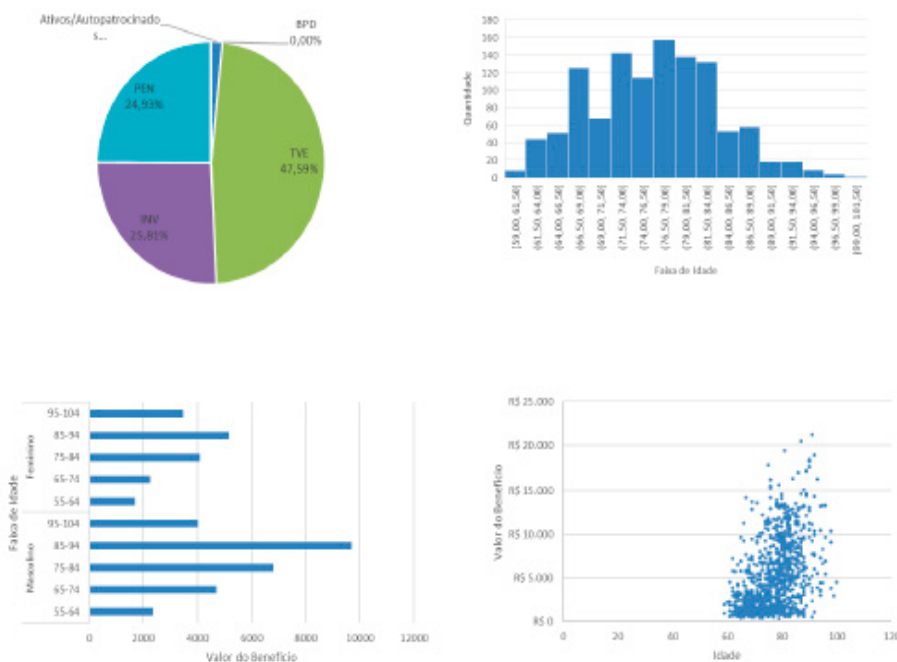 Ativos/Autopatrocinado
s...
BPD
0,00%
PEN
24,93%
TVE
47,59%
INV
25,81%
Quantidade
180
160
140
120
100
80
60
40
20
0
[59,00, 61,50]
(61,50, 64,00]
(64,00, 66,50]
(66,50, 69,00]
(69,00, 71,50]
(71,50, 74,00]
(74,00, 76,50]
(76,50, 79,00]
(79,00, 81,50]
(81,50, 84,00]
(84,00, 86,50]
(86,50, 89,00]
(89,00, 91,50]
(91,50, 94,00]
(94,00, 96,50]
(96,50, 99,00]
(99,00, 101,50]
Faixa de Idade
Faixa de Idade
Feminino
95-104
85-94
75-84
65-74
55-64
Masculino
95-104
85-94
75-84
65-74
55-64
0 2000 4000 6000 8000 10000 12000
Valor do Benefício
Valor do Benefício
R$ 25.000
R$ 20.000
R$ 15.000
R$ 10.000
R$ 5.000
R$ 0
0 20 40 60 80 100 120
Idade